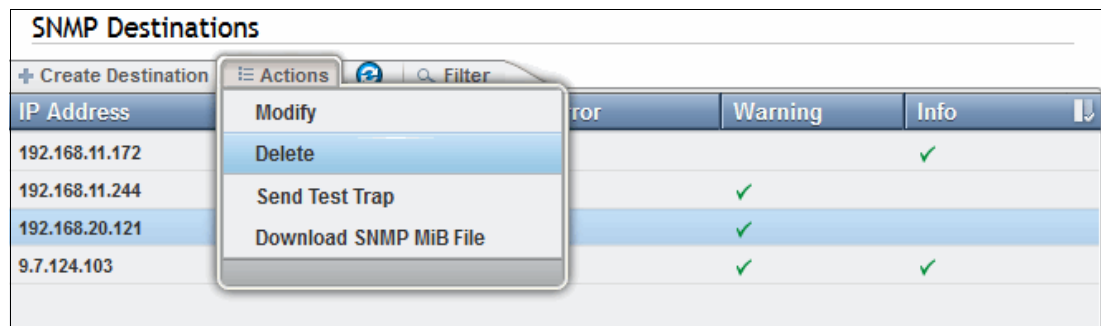 SNMP Destinations
Create Destination Actions Filter
IP Address ror Warning Info
Modify
192.168.11.172
Delete
192.168.11.244
Send Test Trap
192.168.20.121
Download SNMP MiB File
9.7.124.103